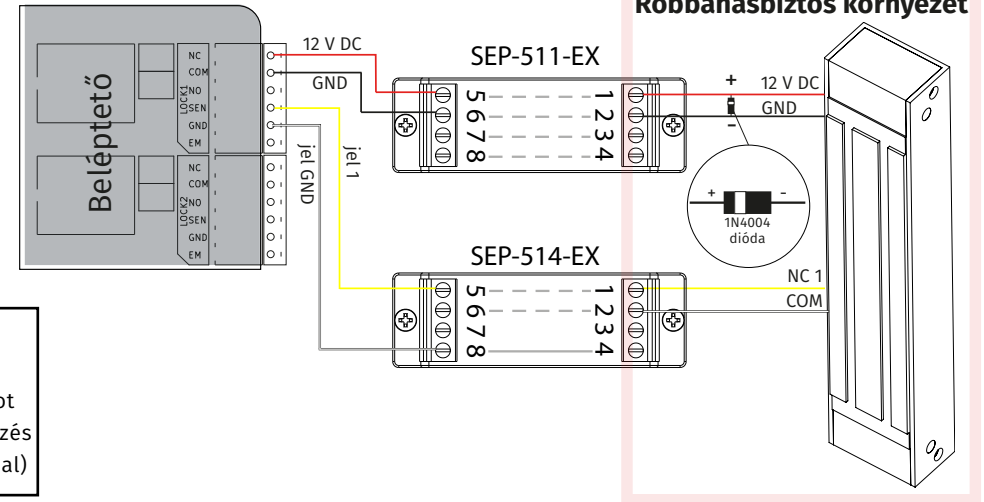 Robbanásbiztos környezet
Beléptető
LOCK1
NC
COM
NO
SEN
GND
EM
LOCK2
NC
COM
NO
SEN
GND
EM
12 V DC
GND
jel 1
jel GND
SEP-511-EX
5 1
6 2
7 3
8 4
+
-
12 V DC
GND
+ -
1N4004
dióda
SEP-514-EX
5 1
6 2
7 3
8 4
NC 1
COM
ot
zés
al)